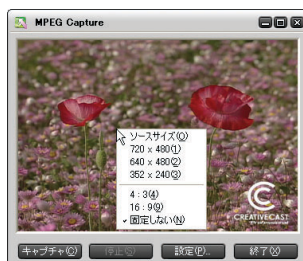 MPEG Capture
ソースサイズ(O)
720 x 480(1)
640 x 480(2)
352 x 240(3)
4 : 3(4)
16 : 9(9)
固定しない(N)
CREATIVECAST
キャプチャ(C) 停止(S) 設定(P)... 終了(X)